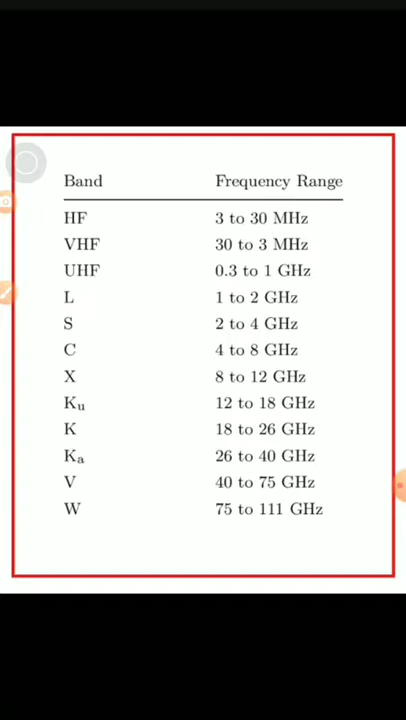 Band Frequency Range
HF 3 to 30 MHz
VHF 30 to 3 MHz
UHF 0.3 to 1 GHz
L 1 to 2 GHz
S 2 to 4 GHz
C 4 to 8 GHz
X 8 to 12 GHz
Ku 12 to 18 GHz
K 18 to 26 GHz
Ka 26 to 40 GHz
V 40 to 75 GHz
W 75 to 111 GHz